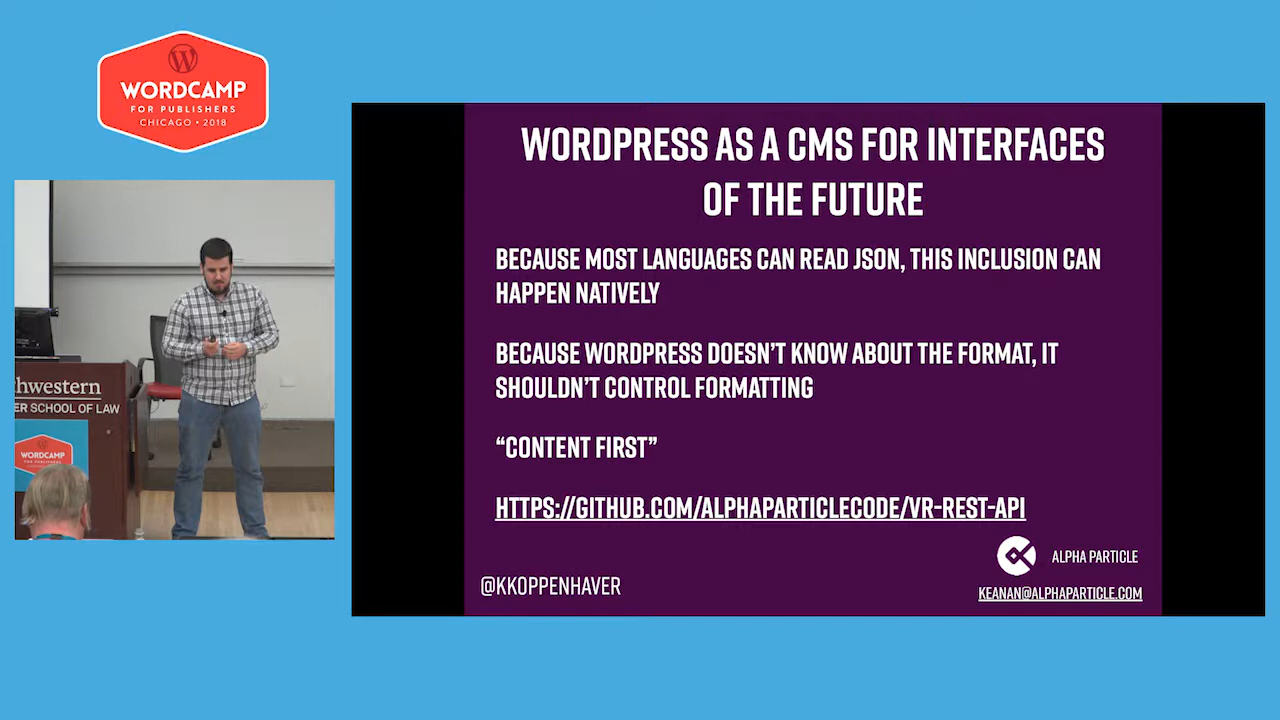 WORDCAMP
FOR PUBLISHERS
CHICAGO • 2018
WORDPRESS AS A CMS FOR INTERFACES
OF THE FUTURE
BECAUSE MOST LANGUAGES CAN READ JSON, THIS INCLUSION CAN
HAPPEN NATIVELY
BECAUSE WORDPRESS DOESN'T KNOW ABOUT THE FORMAT, IT
SHOULDN'T CONTROL FORMATTING
“CONTENT FIRST”
HTTPS://GITHUB.COM/ALPHAPARTICLECODE/VR-REST-API
ALPHA PARTICLE
@KKOPPENHAVER
KEANAN@ALPHAPARTICLE.COM
hwestern
ER SCHOOL OF LAW
WORDCAMP